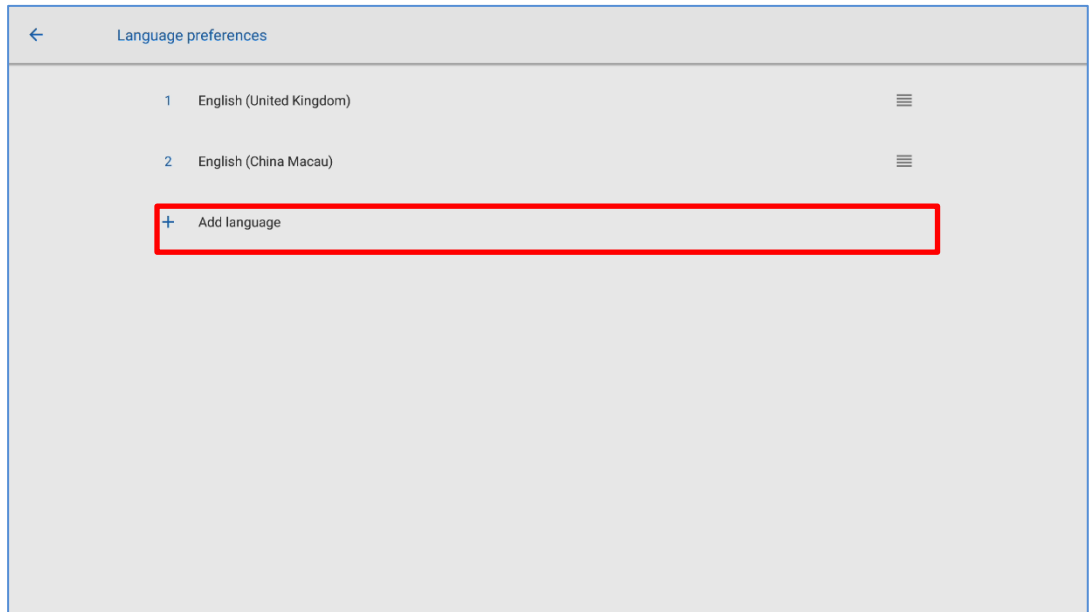 Language preferences
1 English (United Kingdom)
2 English (China Macau)
+ Add language